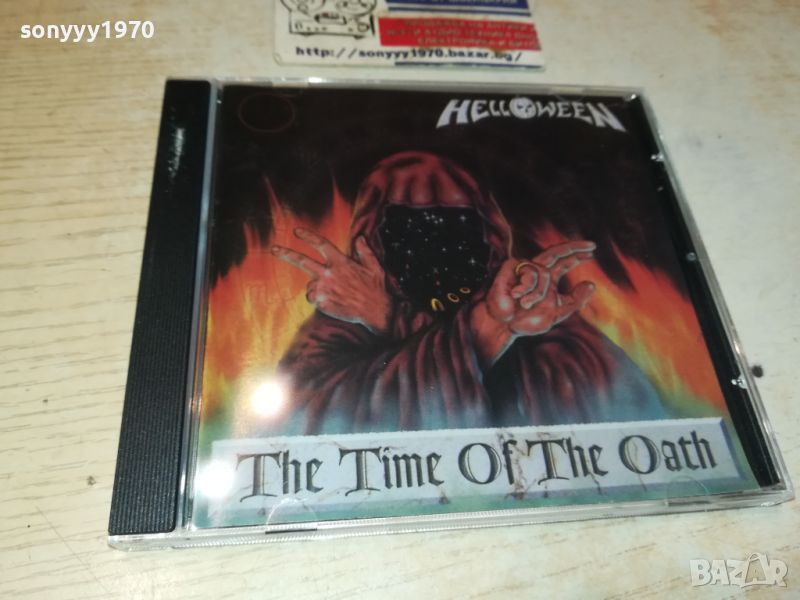 sonyyy1970
http://sonyyy1970.bazar.bg/
HELLOWEEN
The Time Of The Oath
BAZAR